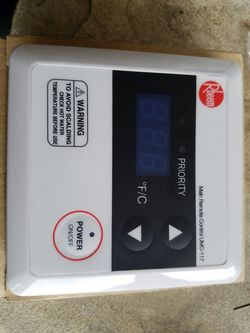 Rheem
Main Remote Control UMC-117
PRIORITY
°F/C
⚠WARNING
TO AVOID SCALDING
CHECK HOT WATER
TEMPERATURE BEFORE USE
POWER
ON/OFF